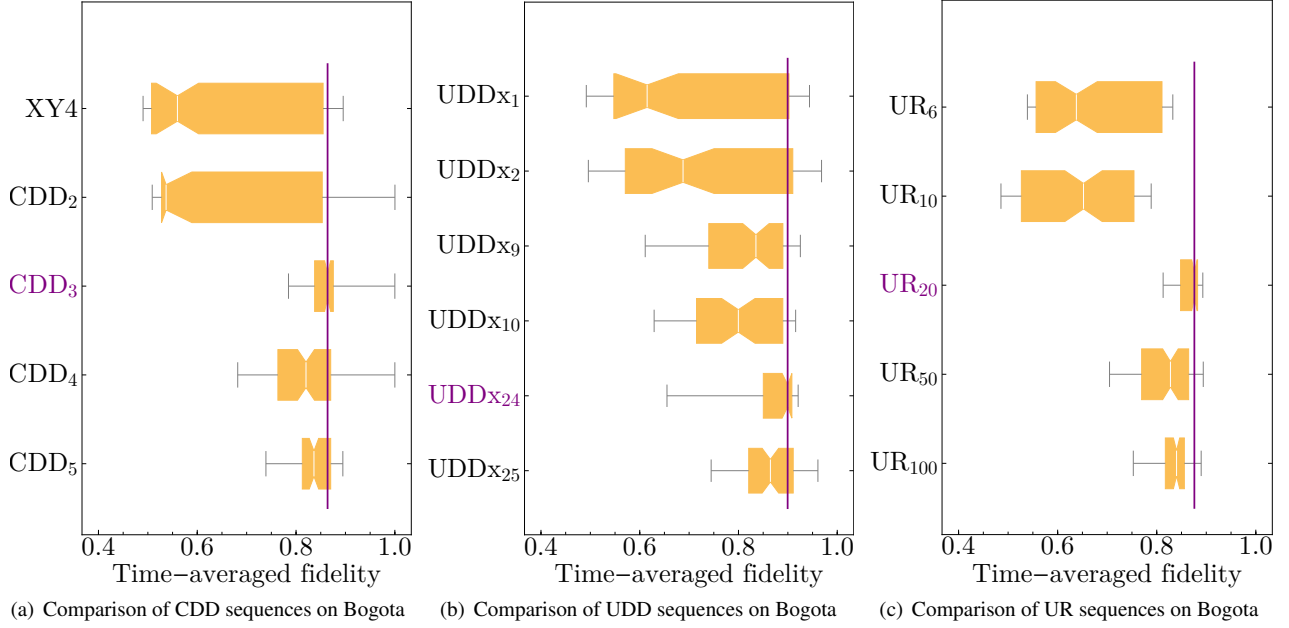 XY4
CDD₂
CDD₃
CDD₄
CDD₅
0.4 0.6 0.8 1.0
Time-averaged fidelity
(a) Comparison of CDD sequences on Bogota
UDDx₁
UDDx₂
UDDx₉
UDDx₁₀
UDDx₂₄
UDDx₂₅
0.4 0.6 0.8 1.0
Time-averaged fidelity
(b) Comparison of UDD sequences on Bogota
UR₆
UR₁₀
UR₂₀
UR₅₀
UR₁₀₀
0.4 0.6 0.8 1.0
Time-averaged fidelity
(c) Comparison of UR sequences on Bogota